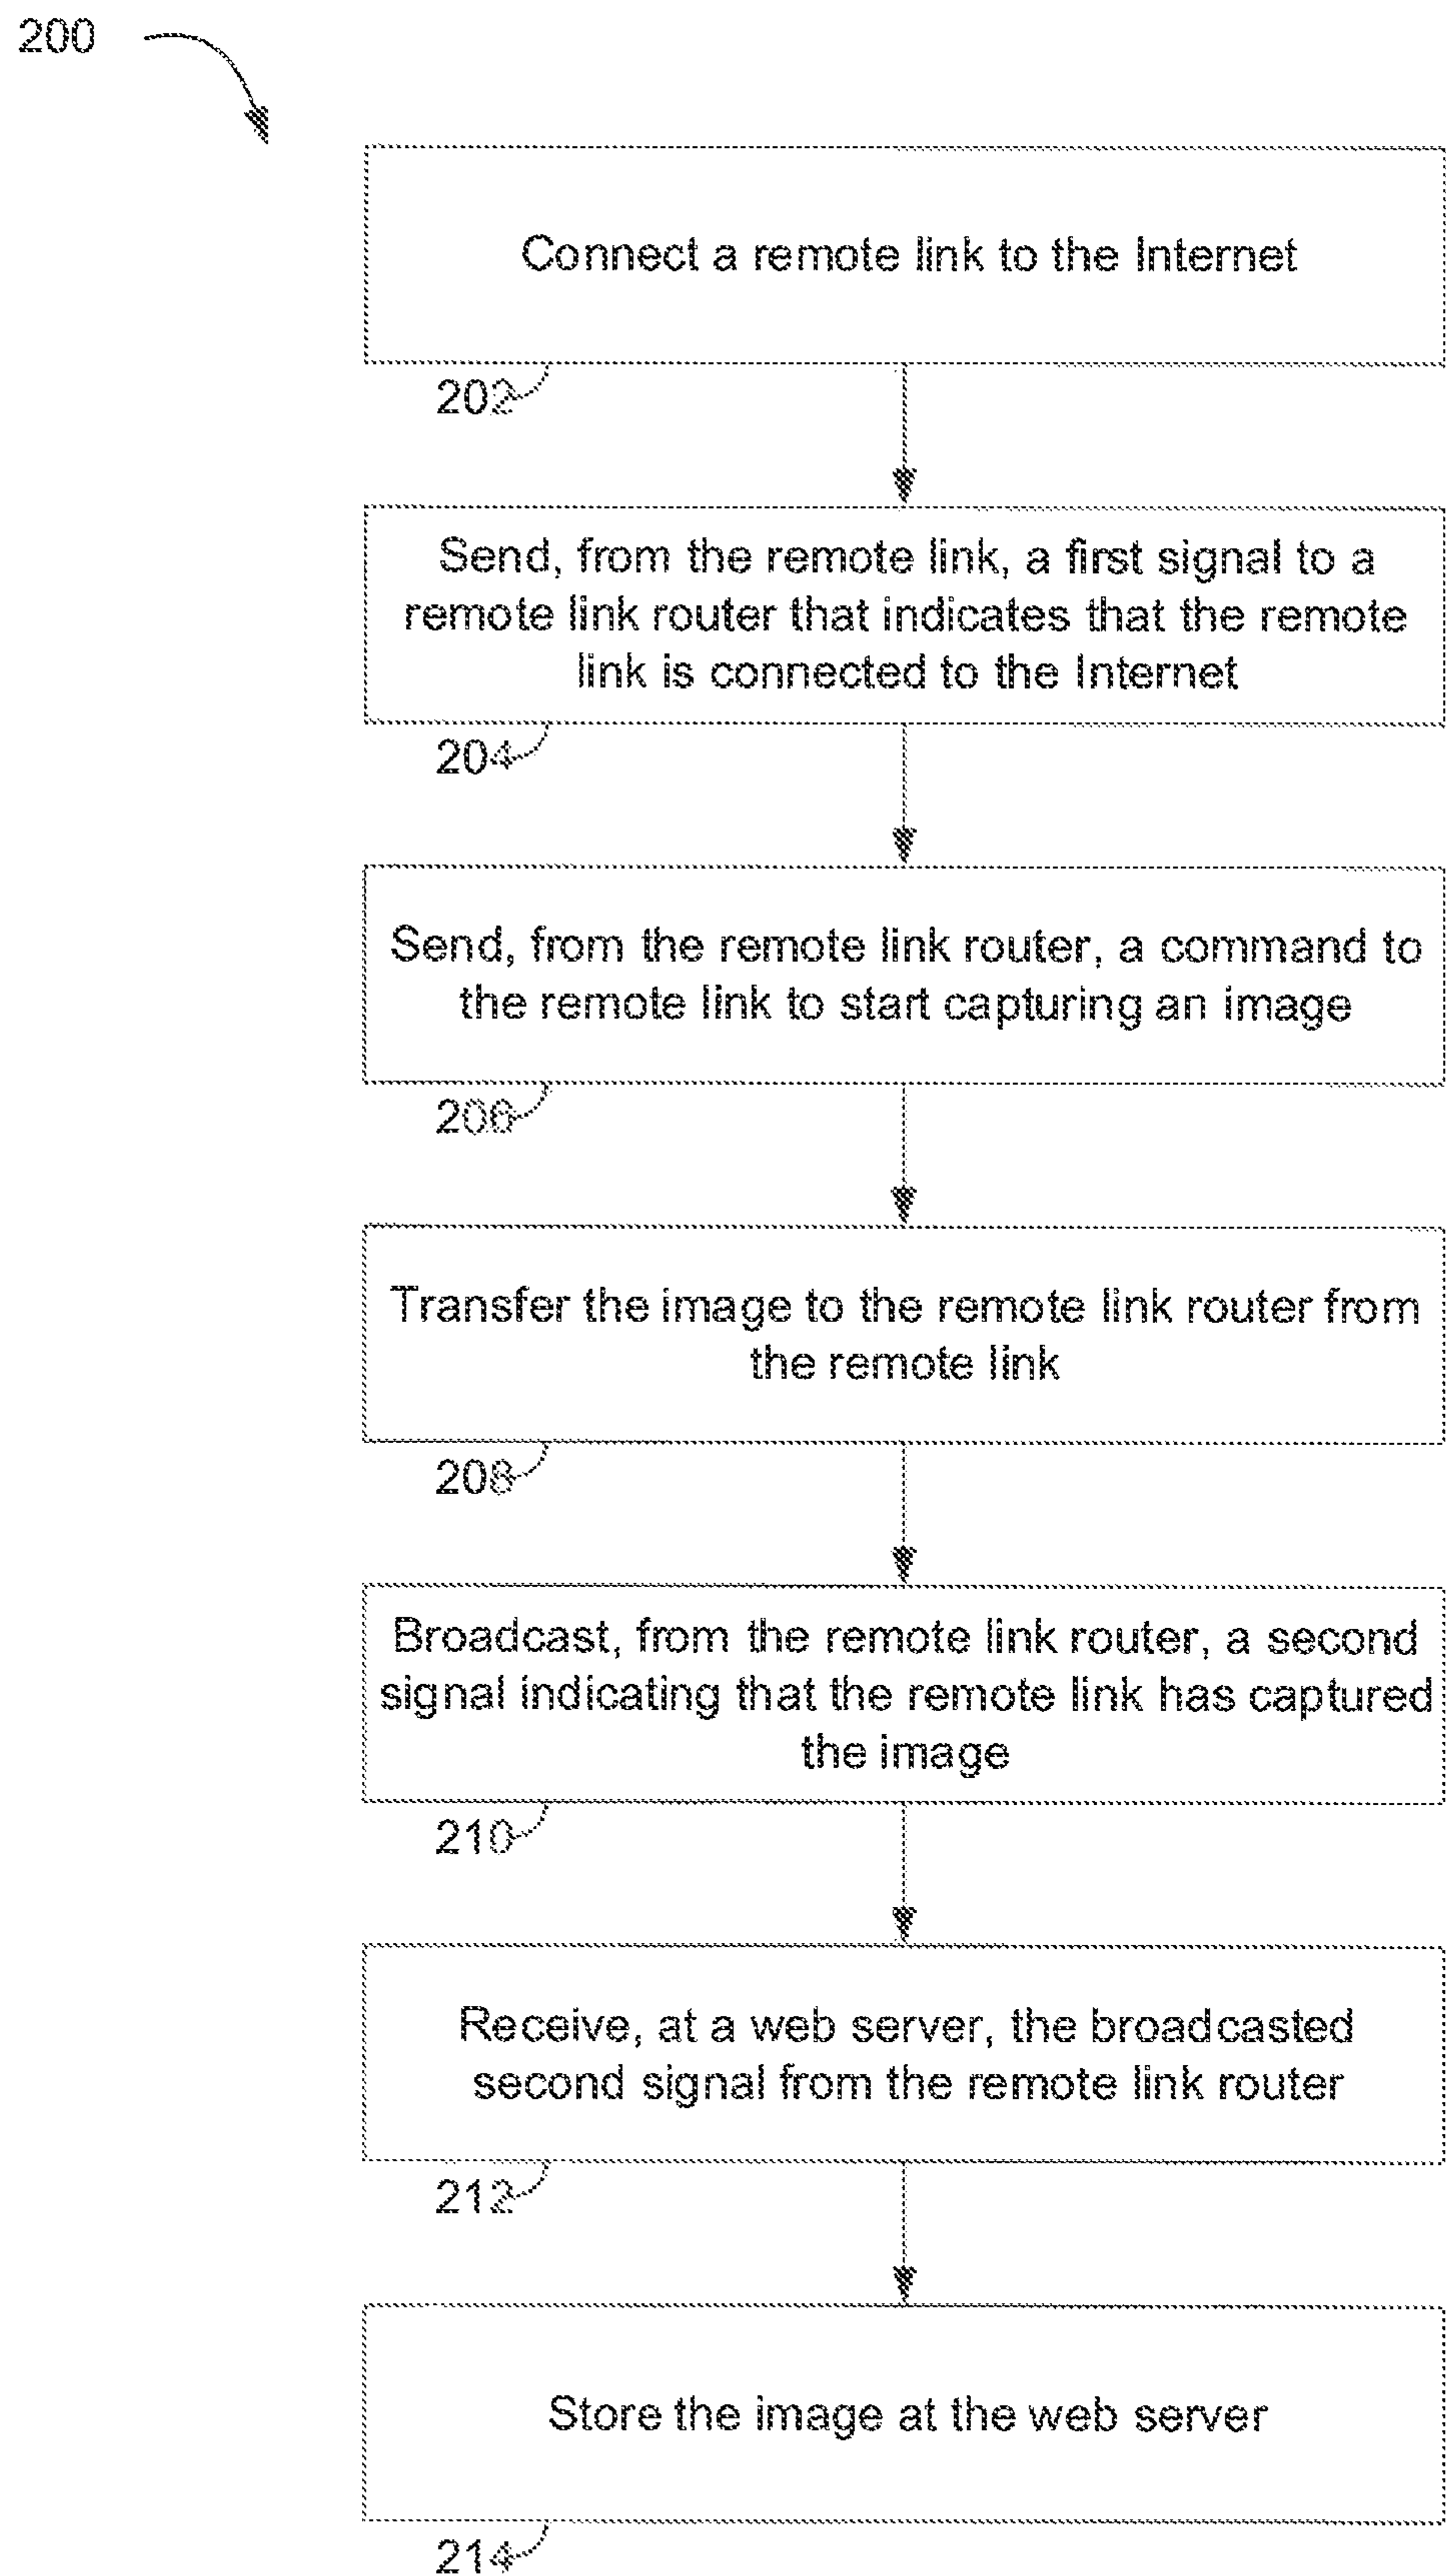 200
Connect a remote link to the Internet
202
Send, from the remote link, a first signal to a
remote link router that indicates that the remote
link is connected to the Internet
204
Send, from the remote link router, a command to
the remote link to start capturing an image
206
Transfer the image to the remote link router from
the remote link
208
Broadcast, from the remote link router, a second
signal indicating that the remote link has captured
the image
210
Receive, at a web server, the broadcasted
second signal from the remote link router
212
Store the image at the web server
214